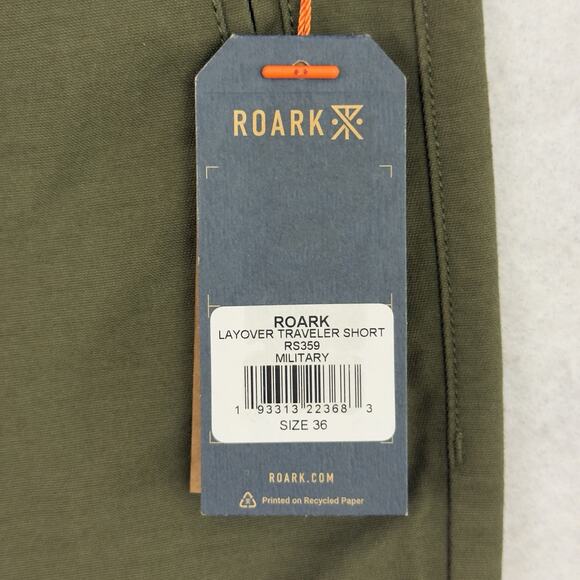 ROARK
ROARK
LAYOVER TRAVELER SHORT
RS359
MILITARY
1 93313 22368 3
SIZE 36
ROARK.COM
Printed on Recycled Paper